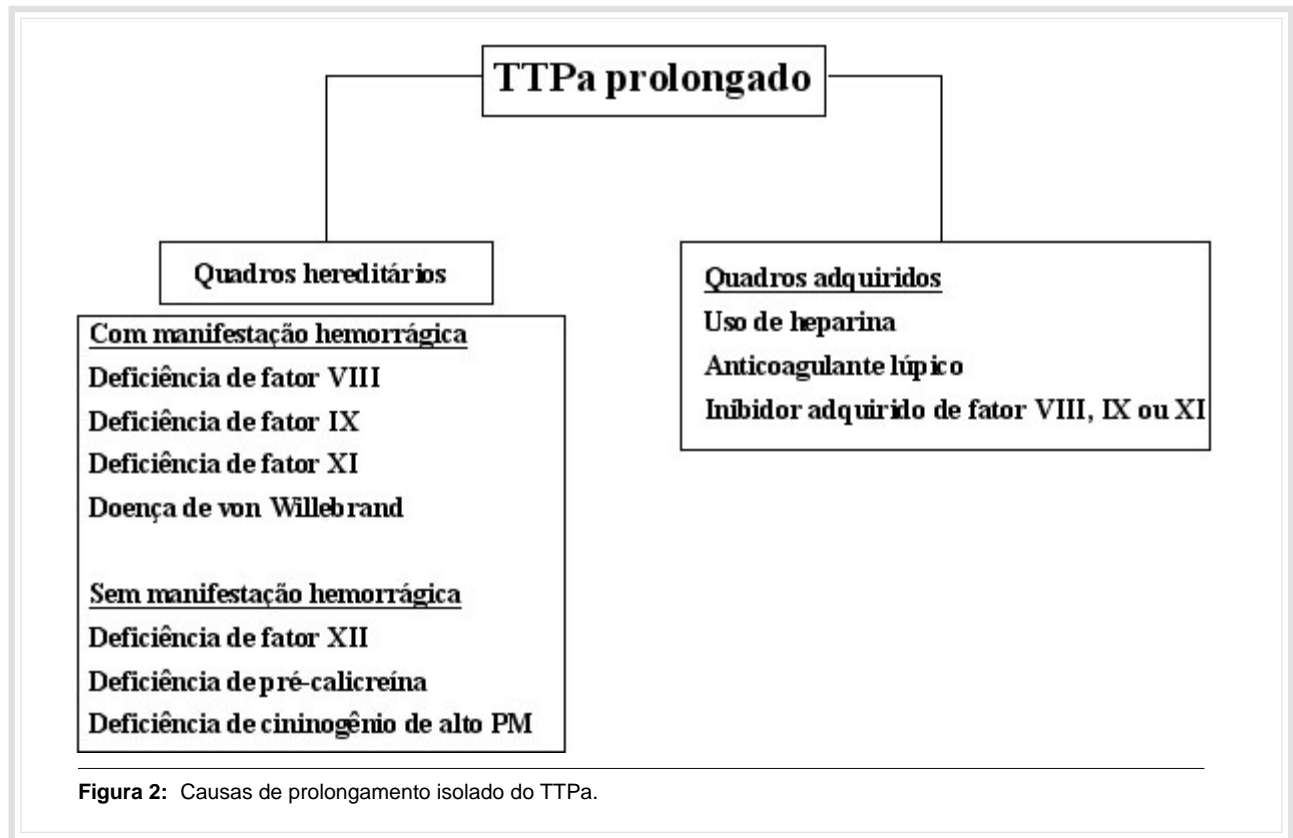 TTPa prolongado
Quadros hereditários
Com manifestação hemorrágica
Deficiência de fator VIII
Deficiência de fator IX
Deficiência de fator XI
Doença de von Willebrand
Sem manifestação hemorrágica
Deficiência de fator XII
Deficiência de pré-calicreína
Deficiência de cininogênio de alto PM
Quadros adquiridos
Uso de heparina
Anticoagulante lúpico
Inibidor adquirido de fator VIII, IX ou XI
Figura 2: Causas de prolongamento isolado do TTPa.